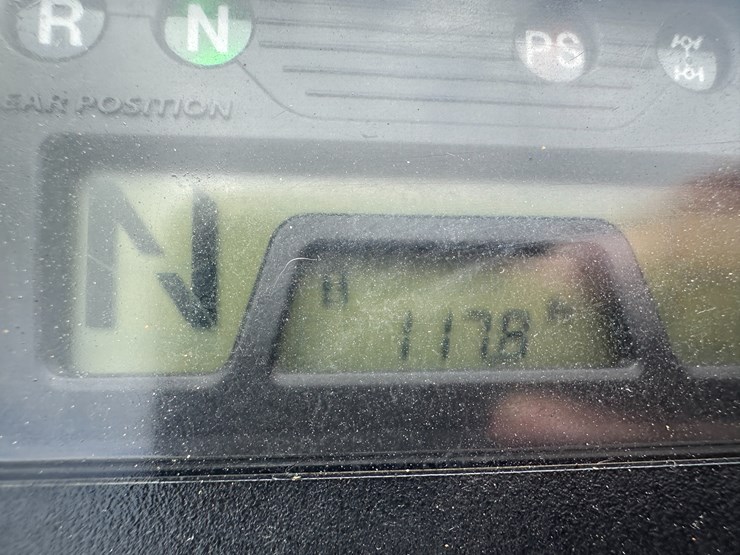 R N PS
EAR POSITION
N
H
1178 h